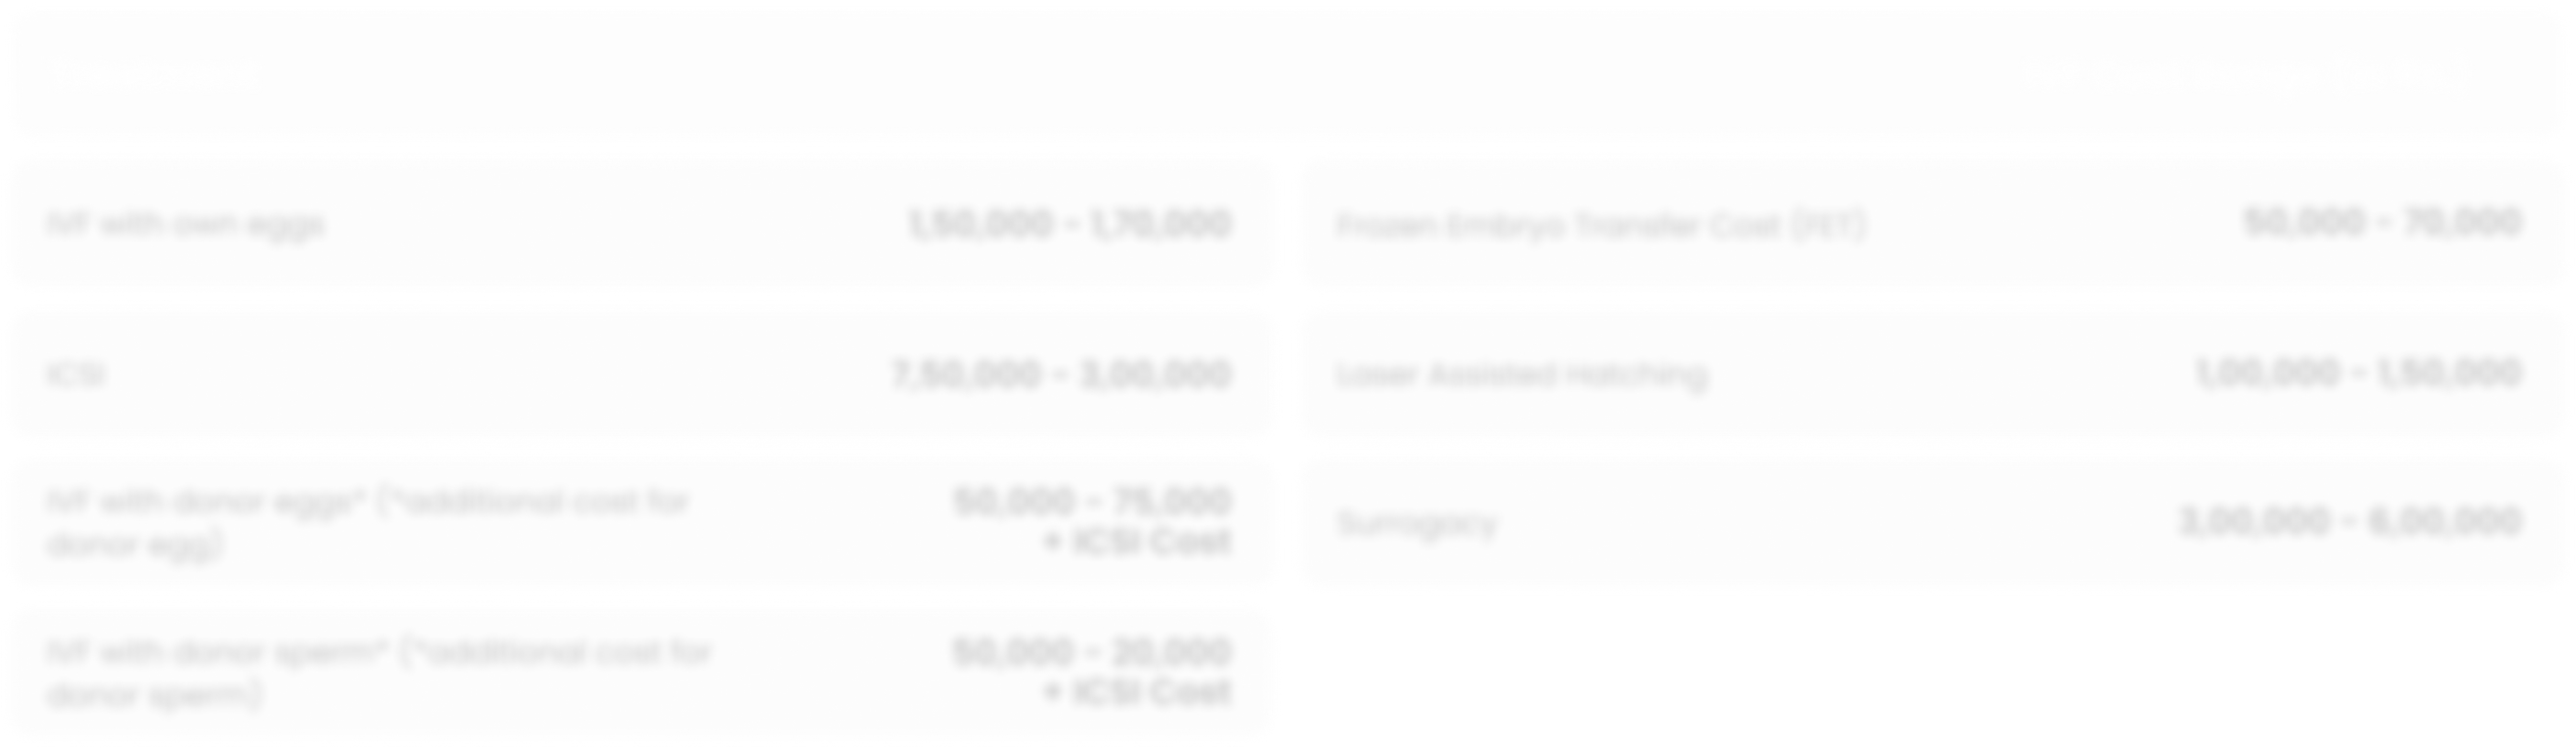 IVF with own eggs
1,50,000 - 1,70,000
ICSI
7,50,000 - 3,00,000
IVF with donor eggs* (*additional cost for
donor egg)
50,000 - 75,000
+ ICSI Cost
IVF with donor sperm* (*additional cost for
donor sperm)
50,000 - 20,000
+ ICSI Cost
Frozen Embryo Transfer Cost (FET)
50,000 - 70,000
Laser Assisted Hatching
1,00,000 - 1,50,000
Surrogacy
3,00,000 - 6,00,000